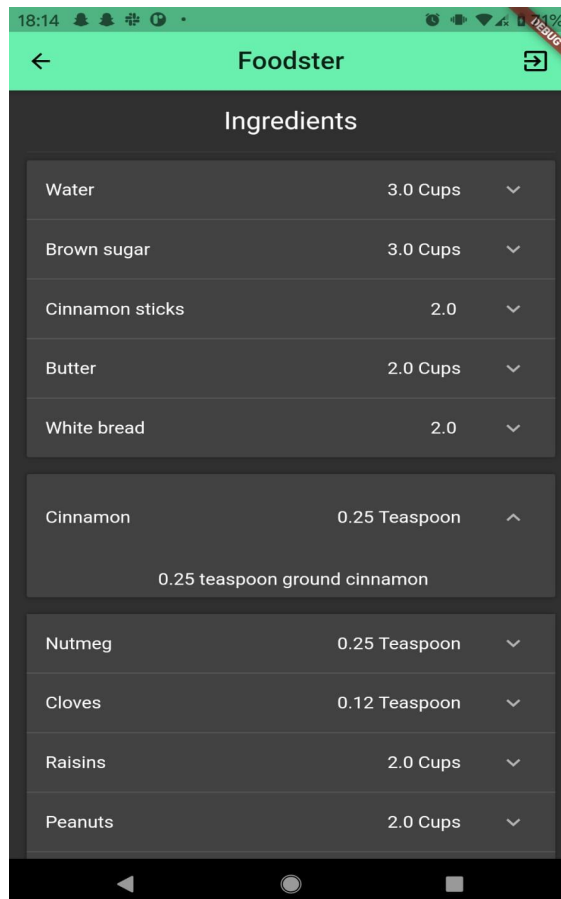 18:14 71%
DEBUG
Foodster
Ingredients
Water 3.0 Cups
Brown sugar 3.0 Cups
Cinnamon sticks 2.0
Butter 2.0 Cups
White bread 2.0
Cinnamon 0.25 Teaspoon
0.25 teaspoon ground cinnamon
Nutmeg 0.25 Teaspoon
Cloves 0.12 Teaspoon
Raisins 2.0 Cups
Peanuts 2.0 Cups